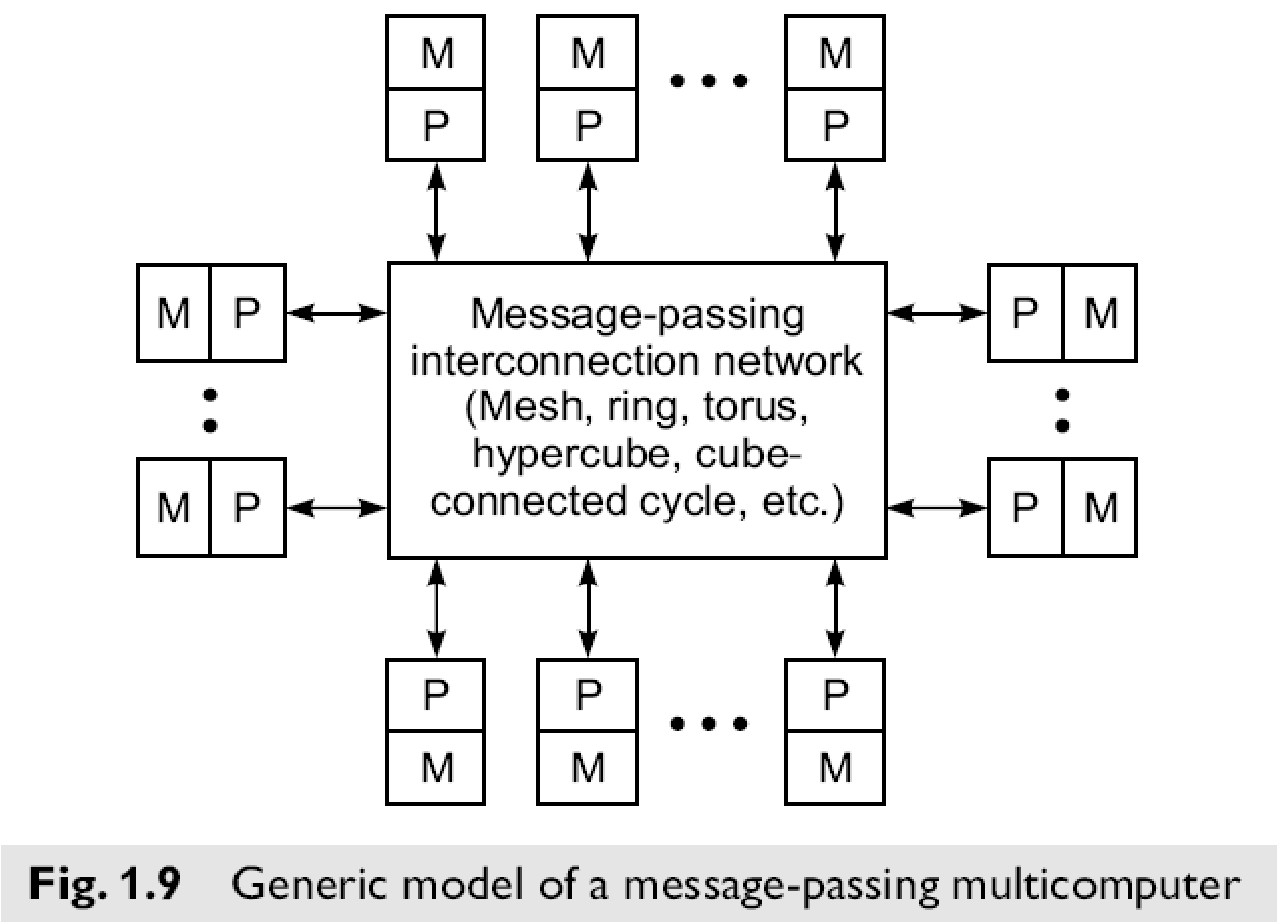 M M M
P P P
M P
Message-passing
interconnection network
(Mesh, ring, torus,
hypercube, cube-
connected cycle, etc.)
P M
M P
P M
P P P
M M M
Fig. 1.9 Generic model of a message-passing multicomputer